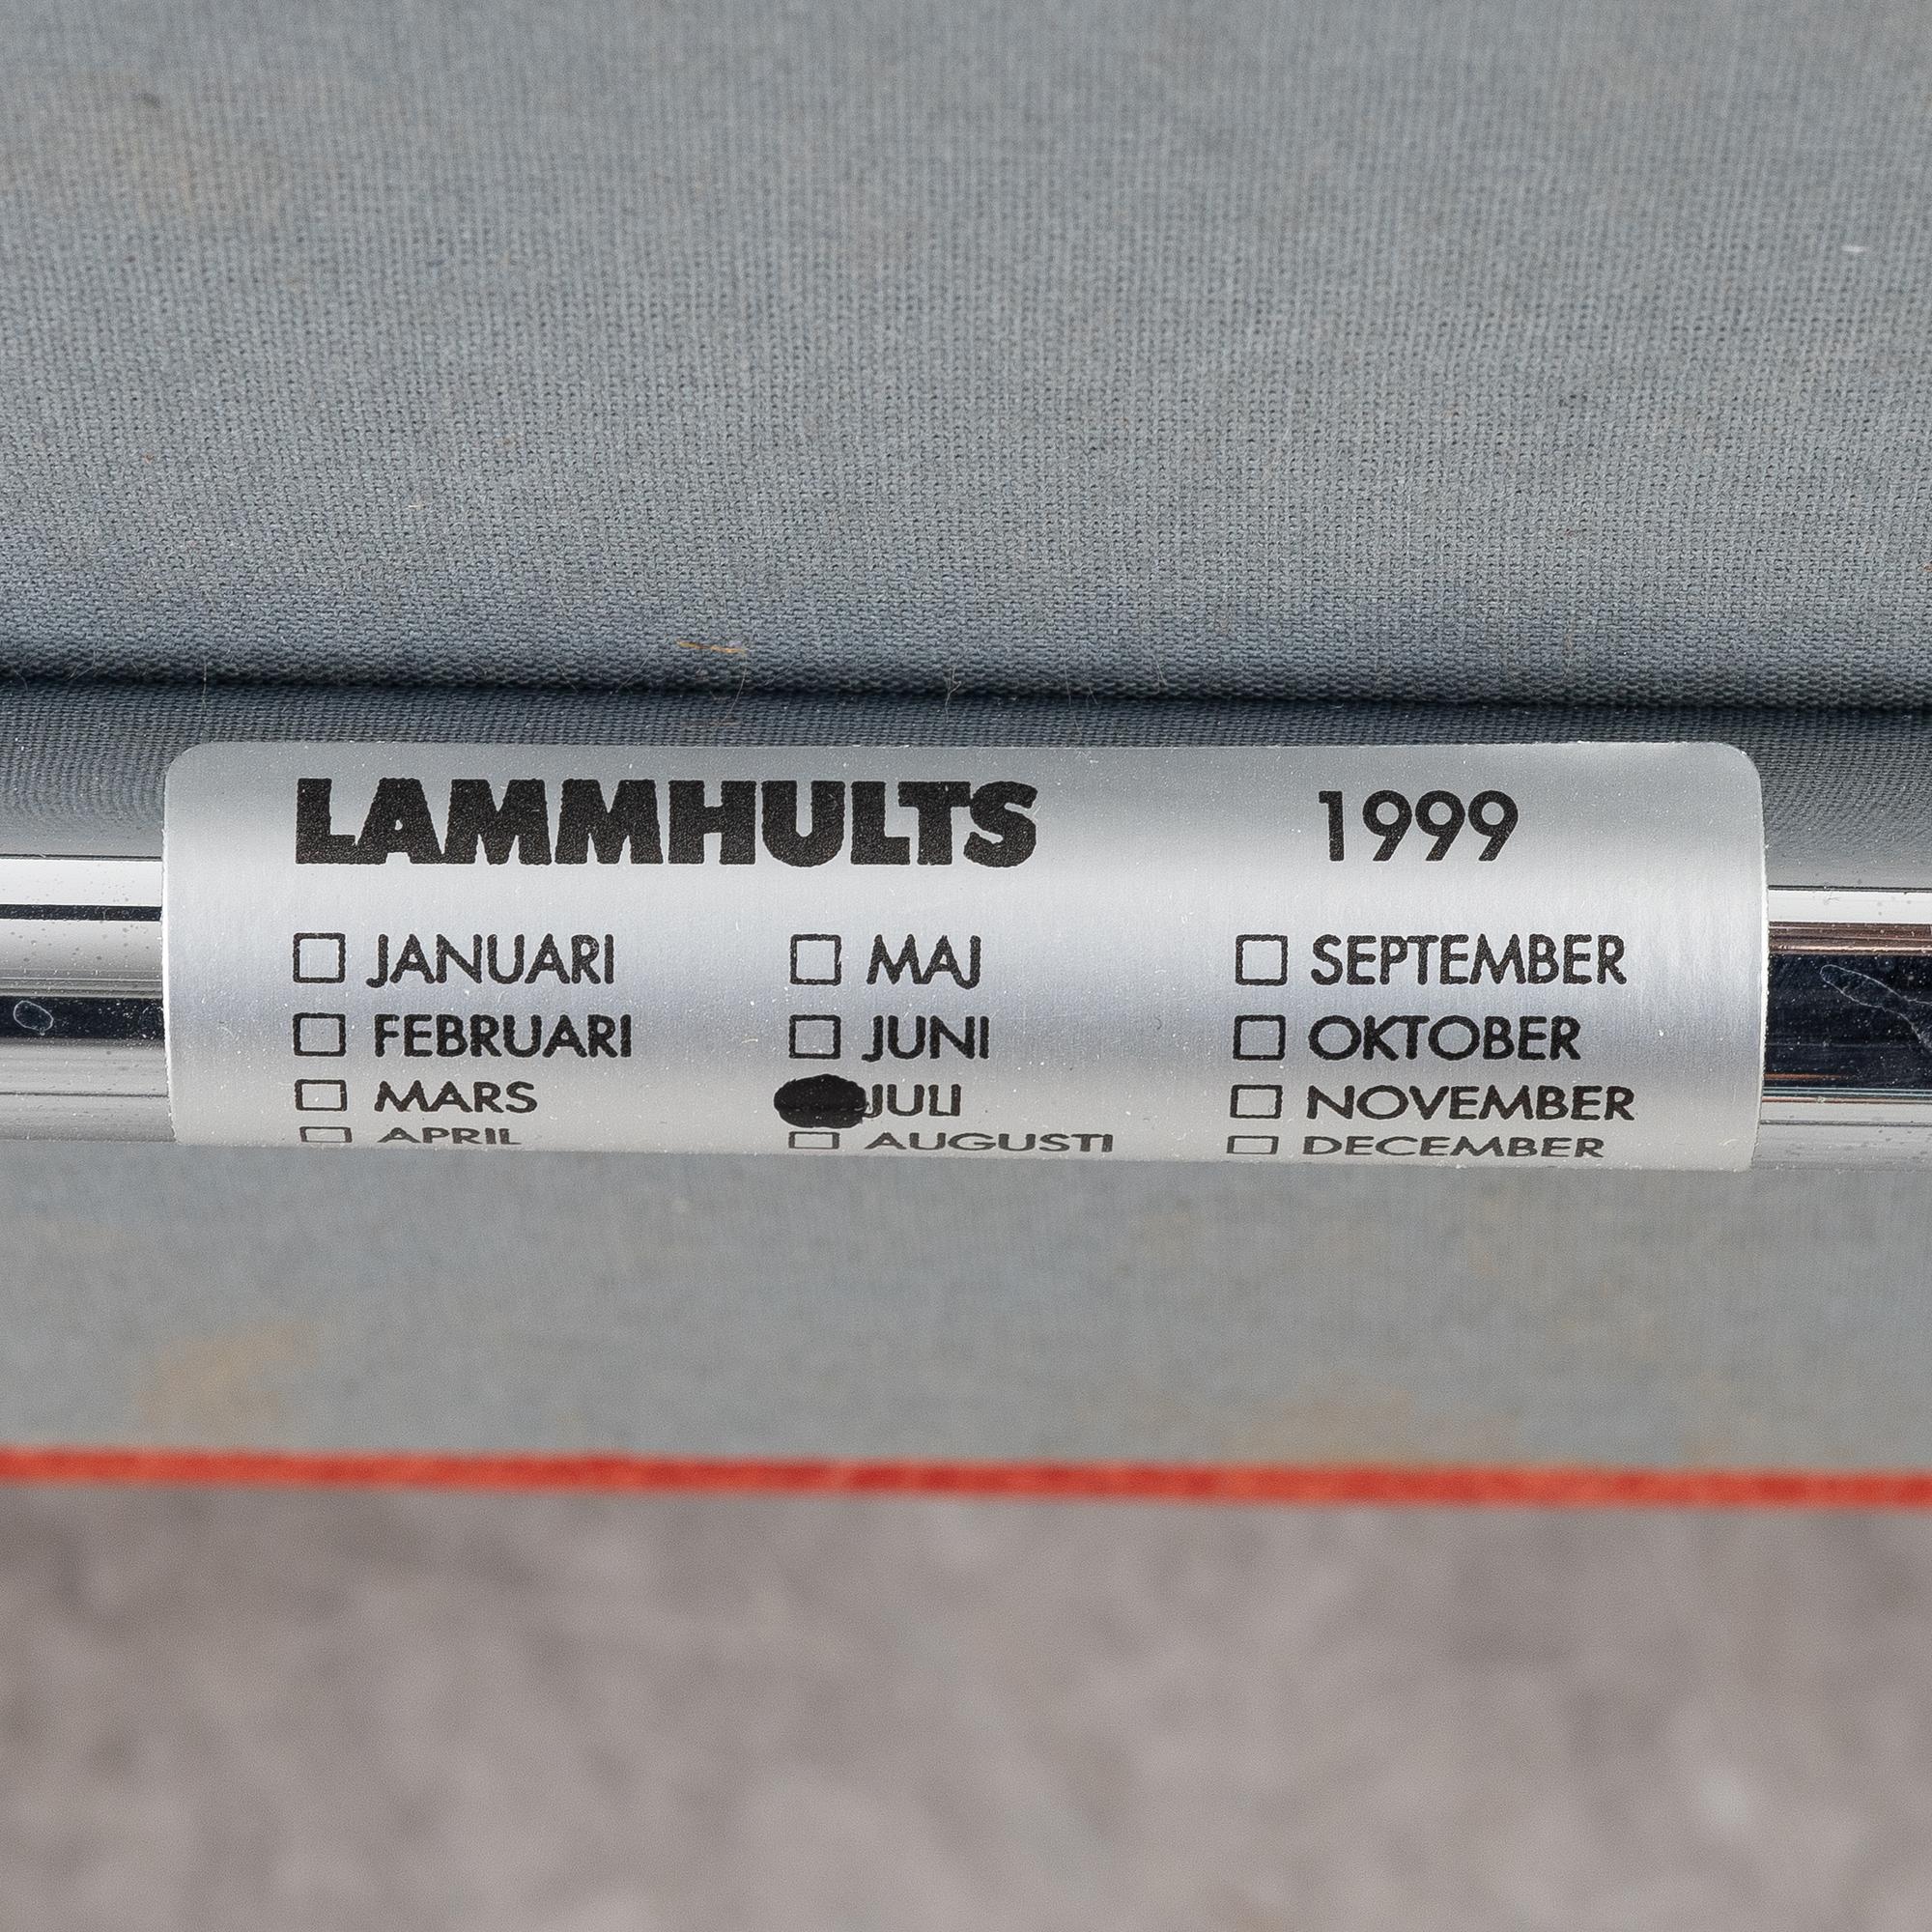 LAMMHULTS 1999
☐ JANUARI ☐ MAJ ☐ SEPTEMBER
☐ FEBRUARI ☐ JUNI ☐ OKTOBER
☐ MARS JULI ☐ NOVEMBER
☐ APRIL ☐ AUGUSTI ☐ DECEMBER